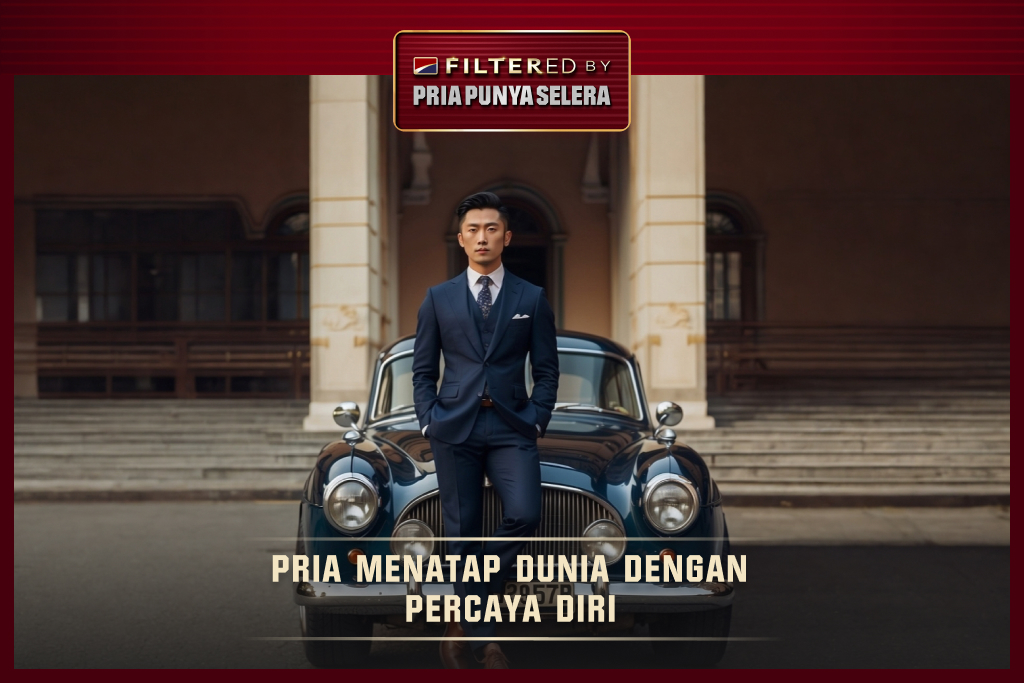 FILTERED BY
PRIA PUNYA SELERA
PRIA MENATAP DUNIA DENGAN
PERCAYA DIRI